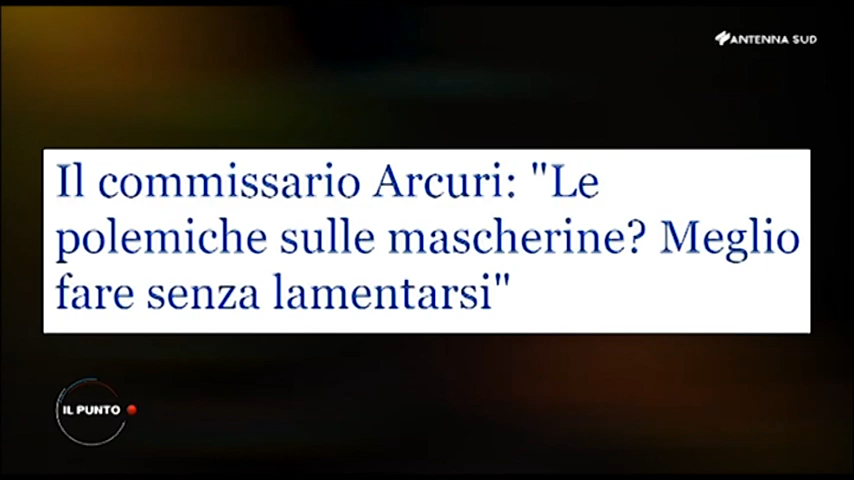 ANTENNA SUD
Il commissario Arcuri: "Le
polemiche sulle mascherine? Meglio
fare senza lamentarsi"
IL PUNTO